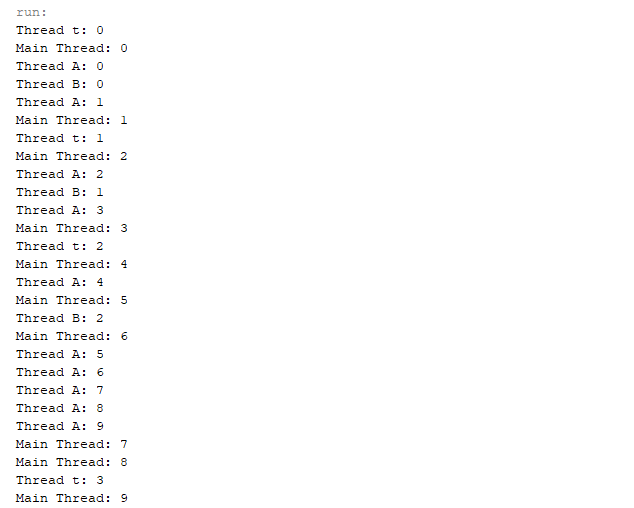 run:
Thread t: 0
Main Thread: 0
Thread A: 0
Thread B: 0
Thread A: 1
Main Thread: 1
Thread t: 1
Main Thread: 2
Thread A: 2
Thread B: 1
Thread A: 3
Main Thread: 3
Thread t: 2
Main Thread: 4
Thread A: 4
Main Thread: 5
Thread B: 2
Main Thread: 6
Thread A: 5
Thread A: 6
Thread A: 7
Thread A: 8
Thread A: 9
Main Thread: 7
Main Thread: 8
Thread t: 3
Main Thread: 9